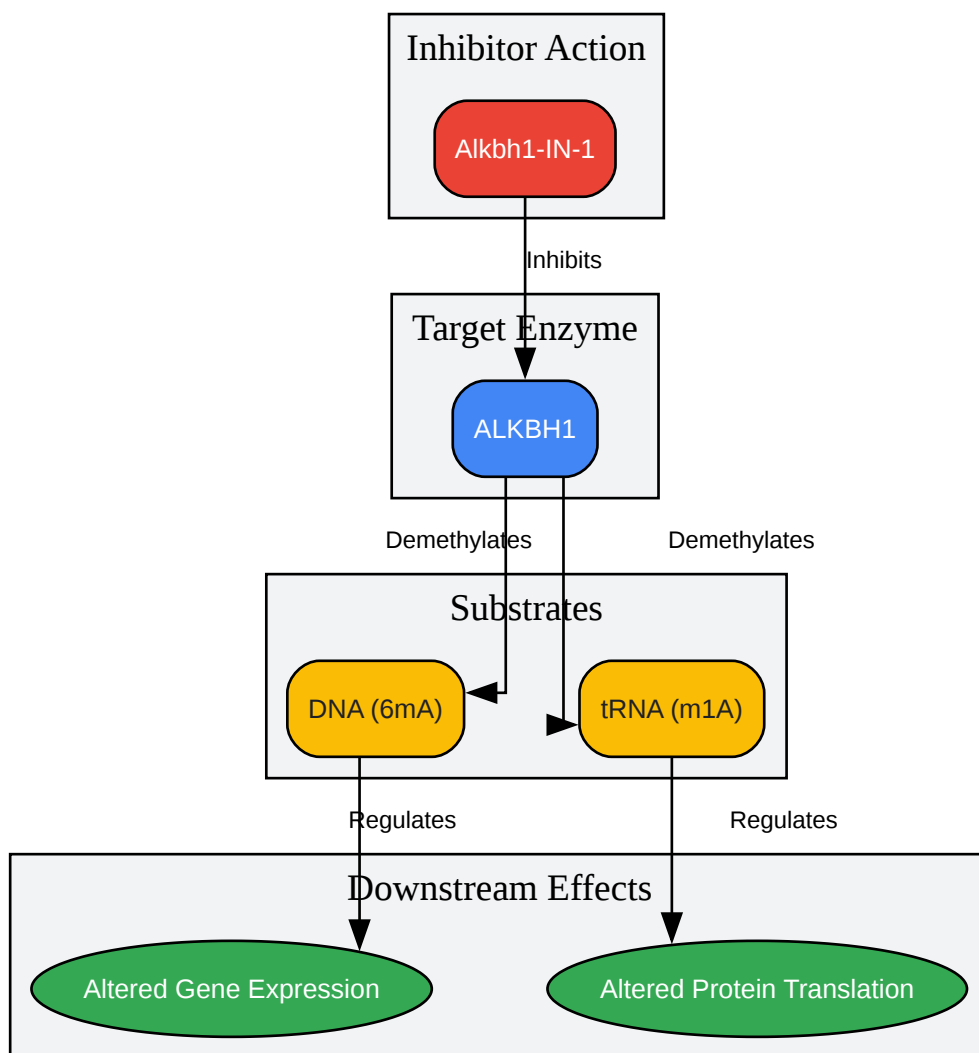 Inhibitor Action
Alkbh1-IN-1
Inhibits
Target Enzyme
ALKBH1
Demethylates
Demethylates
Substrates
DNA (6mA)
tRNA (m1A)
Regulates
Regulates
Downstream Effects
Altered Gene Expression
Altered Protein Translation